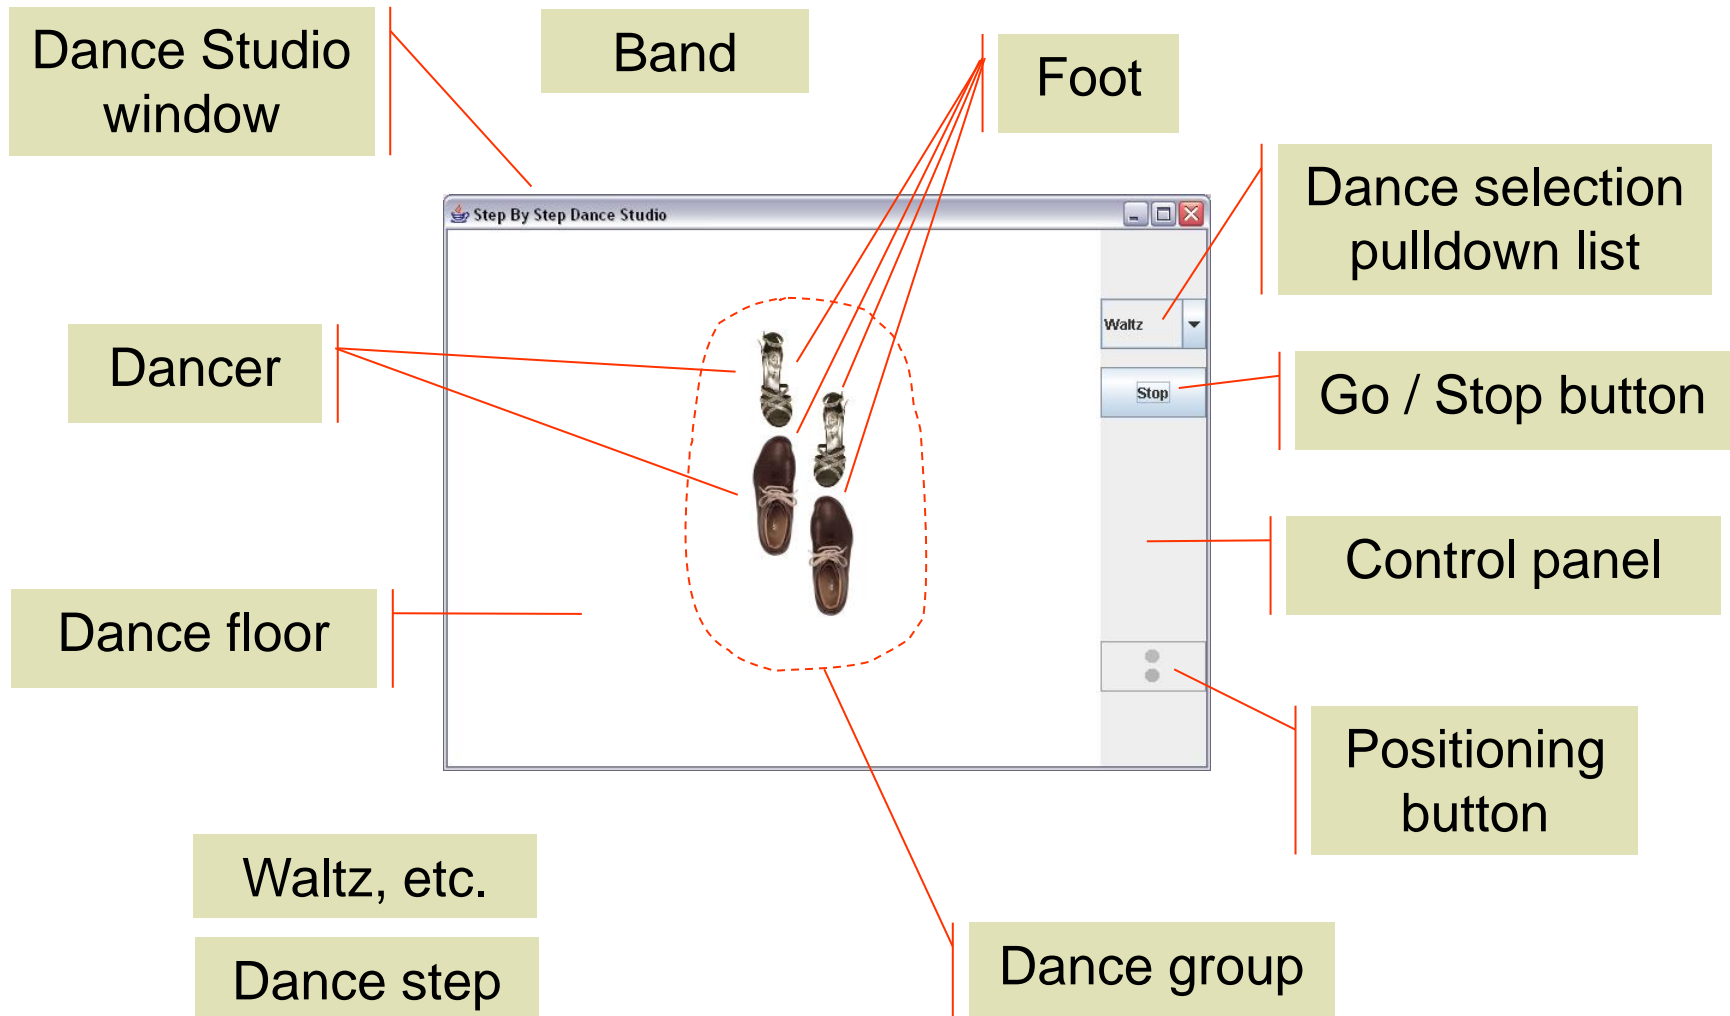 Dance Studio
window
Band
Foot
Dance selection
pulldown list
Step By Step Dance Studio
Waltz
Dancer
Stop
Go / Stop button
Control panel
Dance floor
Positioning
button
Waltz, etc.
Dance step
Dance group